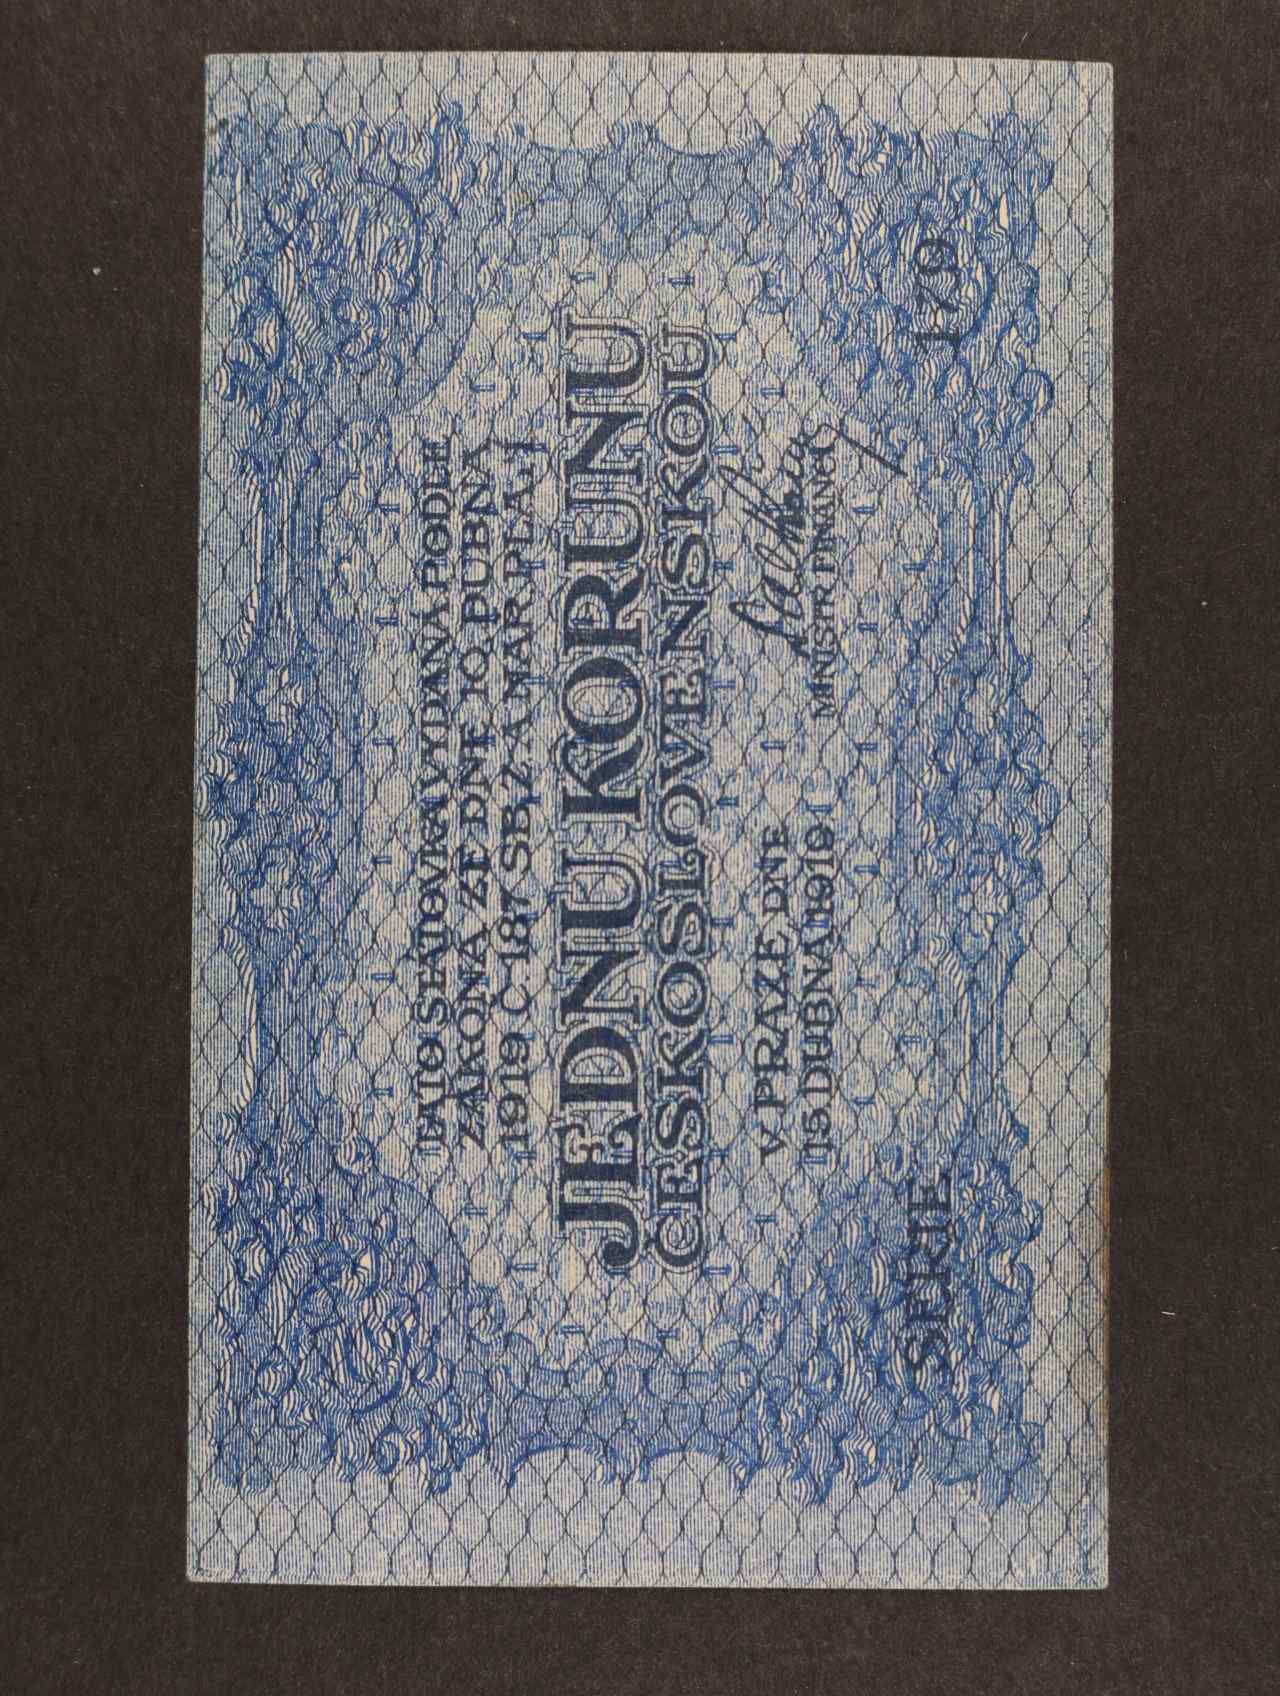 TATO STÁTOVKA VYDANÁ PODLE
ZÁKONA ZE DNE 10. DUBNA
1919 Č. 187 SB. Z. A NAŘ. PLATÍ
JEDNU KORUNU
ČESKOSLOVENSKOU
V PRAZE DNE
15. DUBNA 1919
MINISTR FINANCÍ
SERIE
179